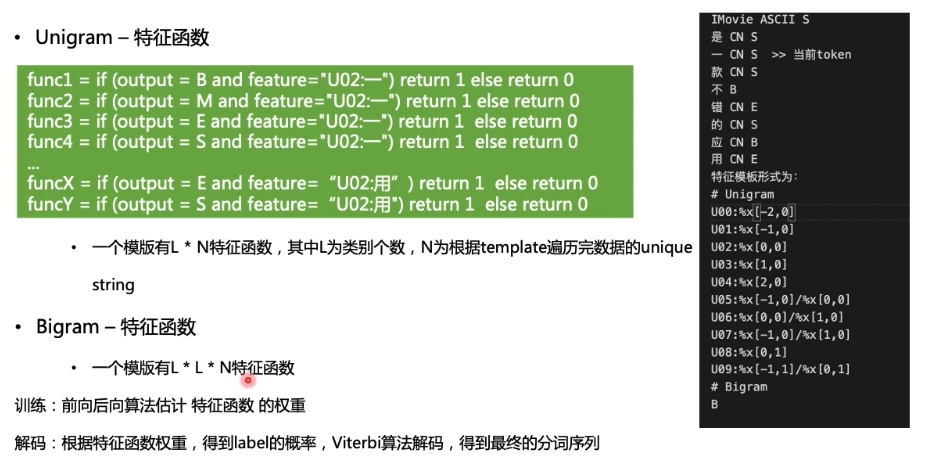 • Unigram – 特征函数
func1 = if (output = B and feature="U02:一") return 1 else return 0
func2 = if (output = M and feature="U02:一") return 1 else return 0
func3 = if (output = E and feature="U02:一") return 1  else return 0
func4 = if (output = S and feature="U02:一") return 1  else return 0
...
funcX = if (output = E and feature= “U02:用” ) return 1  else return 0
funcY = if (output = S and feature= “U02:用") return 1  else return 0
• 一个模版有L * N特征函数，其中L为类别个数，N为根据template遍历完数据的unique
string
• Bigram – 特征函数
• 一个模版有L * L * N特征函数
训练：前向后向算法估计 特征函数 的权重
解码：根据特征函数权重，得到label的概率，Viterbi算法解码，得到最终的分词序列
IMovie ASCII S
是 CN S
一 CN S  >> 当前token
款 CN S
不 B
错 CN E
的 CN S
应 CN B
用 CN E
特征模板形式为：
# Unigram
U00:%x[-2,0]
U01:%x[-1,0]
U02:%x[0,0]
U03:%x[1,0]
U04:%x[2,0]
U05:%x[-1,0]/%x[0,0]
U06:%x[0,0]/%x[1,0]
U07:%x[-1,0]/%x[1,0]
U08:%x[0,1]
U09:%x[-1,1]/%x[0,1]
# Bigram
B